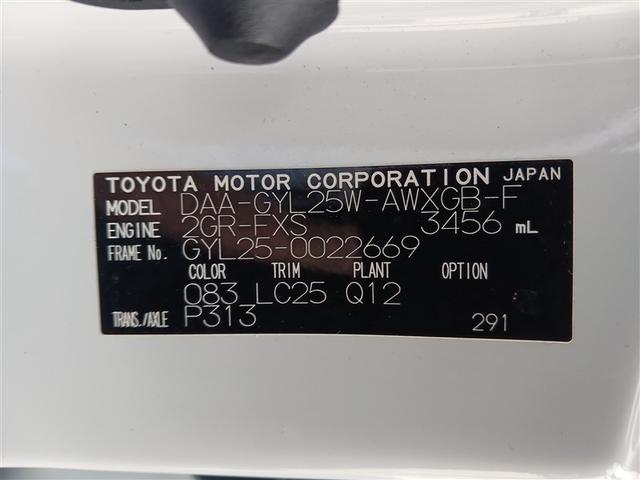 TOYOTA MOTOR CORPORATION JAPAN
MODEL DAA-GYL25W-AWXGB-F
ENGINE 2GR-FXS 3456 mL
FRAME No. GYL25-0022669
COLOR TRIM PLANT OPTION
083 LC25 Q12
TRANS./AXLE P313 291